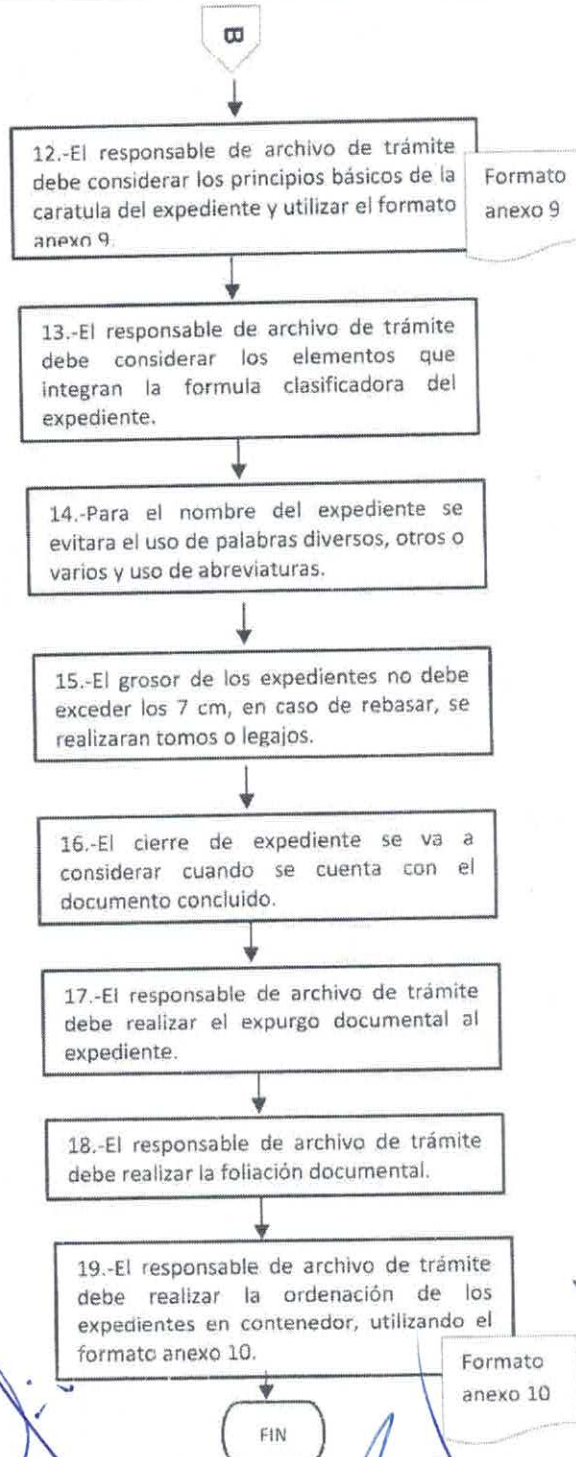 B
12.-El responsable de archivo de trámite
debe considerar los principios básicos de la
caratula del expediente y utilizar el formato
anexo 9.
Formato
anexo 9
13.-El responsable de archivo de trámite
debe considerar los elementos que
integran la formula clasificadora del
expediente.
14.-Para el nombre del expediente se
evitara el uso de palabras diversos, otros o
varios y uso de abreviaturas.
15.-El grosor de los expedientes no debe
exceder los 7 cm, en caso de rebasar, se
realizaran tomos o legajos.
16.-El cierre de expediente se va a
considerar cuando se cuenta con el
documento concluido.
17.-El responsable de archivo de trámite
debe realizar el expurgo documental al
expediente.
18.-El responsable de archivo de trámite
debe realizar la foliación documental.
19.-El responsable de archivo de trámite
debe realizar la ordenación de los
expedientes en contenedor, utilizando el
formato anexo 10.
Formato
anexo 10
FIN